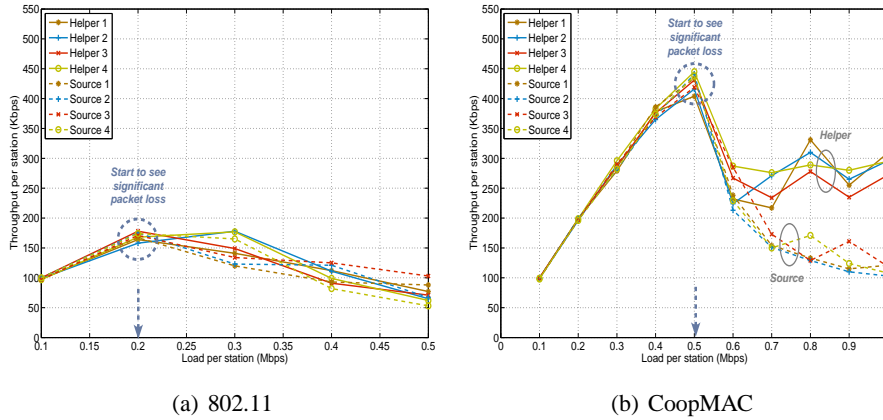 550
500
450
400
350
300
250
200
150
100
50
0
Throughput per station (Kbps)
Helper 1
Helper 2
Helper 3
Helper 4
Source 1
Source 2
Source 3
Source 4
Start to see
significant
packet loss
0.1 0.15 0.2 0.25 0.3 0.35 0.4 0.45 0.5
Load per station (Mbps)
(a) 802.11
550
500
450
400
350
300
250
200
150
100
50
0
Throughput per station (Kbps)
Helper 1
Helper 2
Helper 3
Helper 4
Source 1
Source 2
Source 3
Source 4
Start to see
significant
packet loss
Helper
Source
0 0.1 0.2 0.3 0.4 0.5 0.6 0.7 0.8 0.9
Load per station (Mbps)
(b) CoopMAC